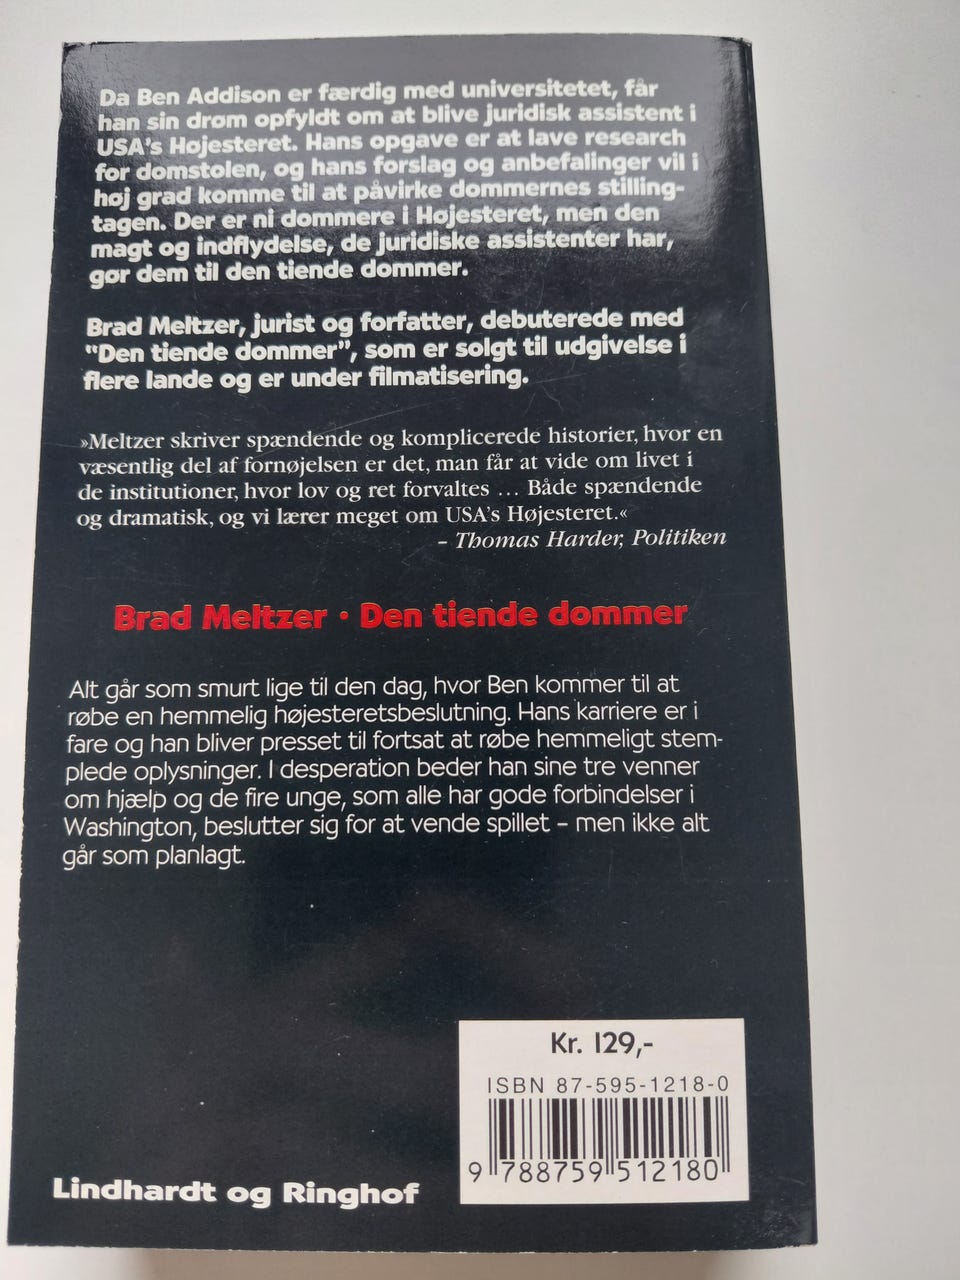 Da Ben Addison er færdig med universitetet, får
han sin drøm opfyldt om at blive juridisk assistent i
USA's Højesteret. Hans opgave er at lave research
for domstolen, og hans forslag og anbefalinger vil i
høj grad komme til at påvirke dommernes stilling-
tagen. Der er ni dommere i Højesteret, men den
magt og indflydelse, de juridiske assistenter har,
gør dem til den tiende dommer.
Brad Meltzer, jurist og forfatter, debuterede med
"Den tiende dommer", som er solgt til udgivelse i
flere lande og er under filmatisering.
»Meltzer skriver spændende og komplicerede historier, hvor en
væsentlig del af fornøjelsen er det, man får at vide om livet i
de institutioner, hvor lov og ret forvaltes ... Både spændende
og dramatisk, og vi lærer meget om USA's Højesteret.«
– Thomas Harder, Politiken
Brad Meltzer • Den tiende dommer
Alt går som smurt lige til den dag, hvor Ben kommer til at
røbe en hemmelig højesteretsbeslutning. Hans karriere er i
fare og han bliver presset til fortsat at røbe hemmeligt stem-
plede oplysninger. I desperation beder han sine tre venner
om hjælp og de fire unge, som alle har gode forbindelser i
Washington, beslutter sig for at vende spillet – men ikke alt
går som planlagt.
Kr. 129,-
ISBN 87-595-1218-0
9 788759 512180
Lindhardt og Ringhof